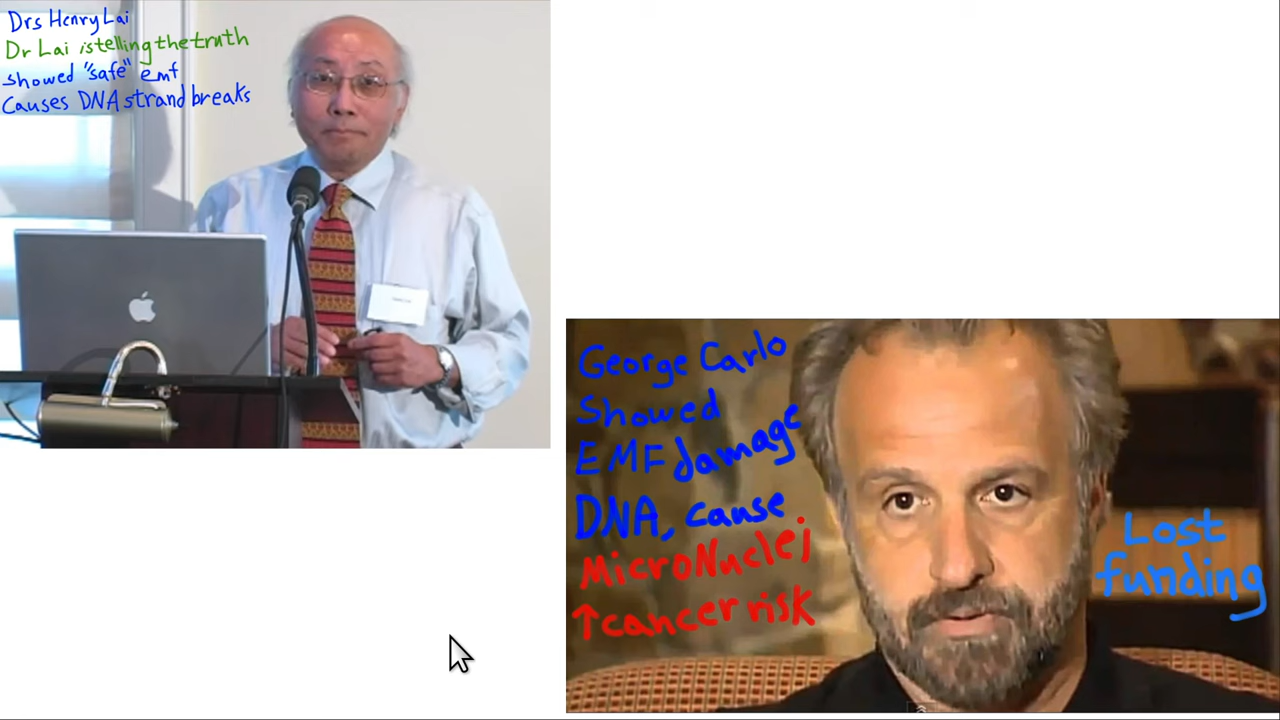 Drs Henry Lai
Dr Lai is telling the truth
showed "safe" emf
Causes DNA strand breaks
George Carlo
Showed
EMF damage
DNA, cause
MicroNuclei
↑cancer risk
Lost
funding